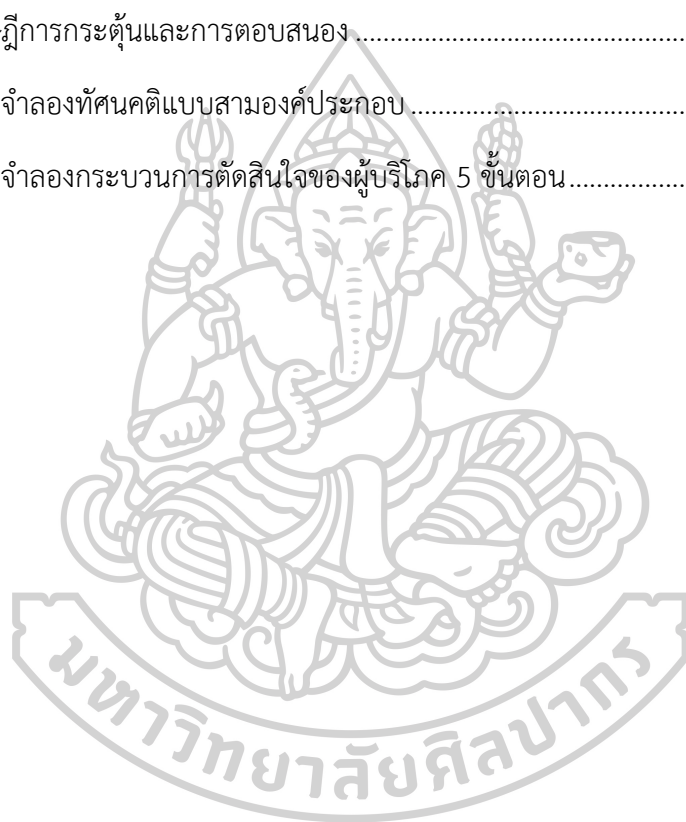 ฎีการกระตุ้นและการตอบสนอง
จำลองทัศนคติแบบสามองค์ประกอบ
จำลองกระบวนการตัดสินใจของผู้บริโภค 5 ขั้นตอน
มหาวิทยาลัยศิลปากร